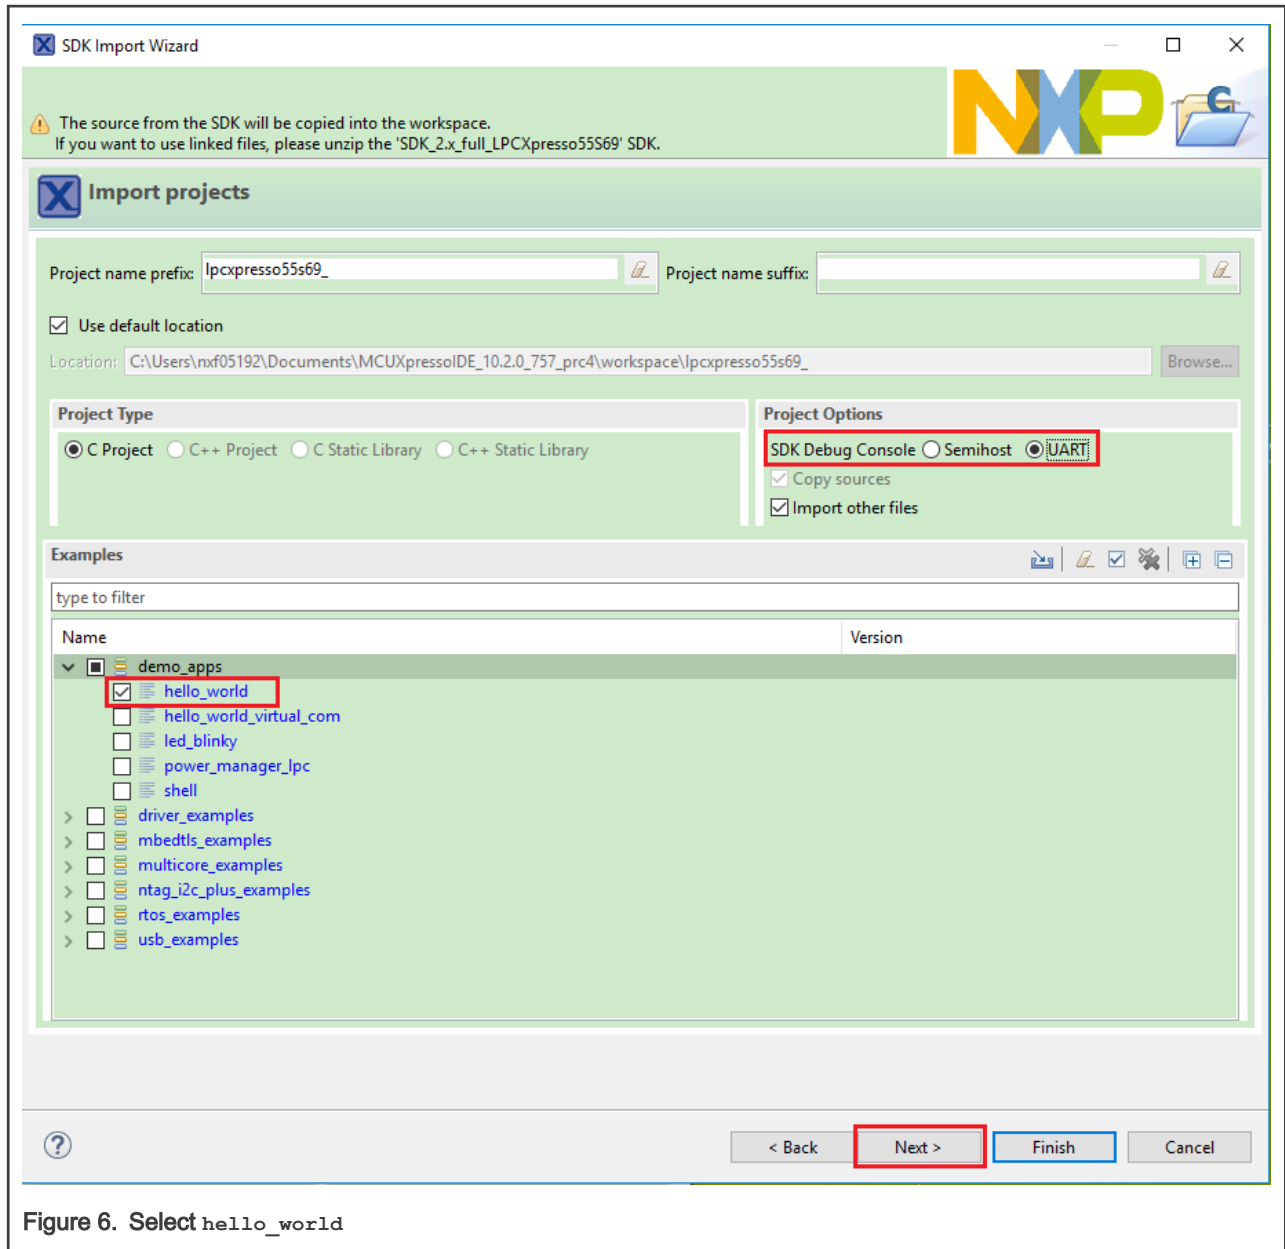 SDK Import Wizard
The source from the SDK will be copied into the workspace.
If you want to use linked files, please unzip the 'SDK_2.x_full_LPCXpresso55S69' SDK.
NXP
C
X Import projects
Project name prefix: lpcxpresso55s69_ Project name suffix:
Use default location
Location: C:\Users\nxf05192\Documents\MCUXpressoIDE_10.2.0_757_prc4\workspace\lpcxpresso55s69_ Browse...
Project Type
C Project C++ Project C Static Library C++ Static Library
Project Options
SDK Debug Console Semihost UART
Copy sources
Import other files
Examples
type to filter
Name Version
demo_apps
hello_world
hello_world_virtual_com
led_blinky
power_manager_lpc
shell
driver_examples
mbedtls_examples
multicore_examples
ntag_i2c_plus_examples
rtos_examples
usb_examples
? < Back Next > Finish Cancel
Figure 6. Select hello_world